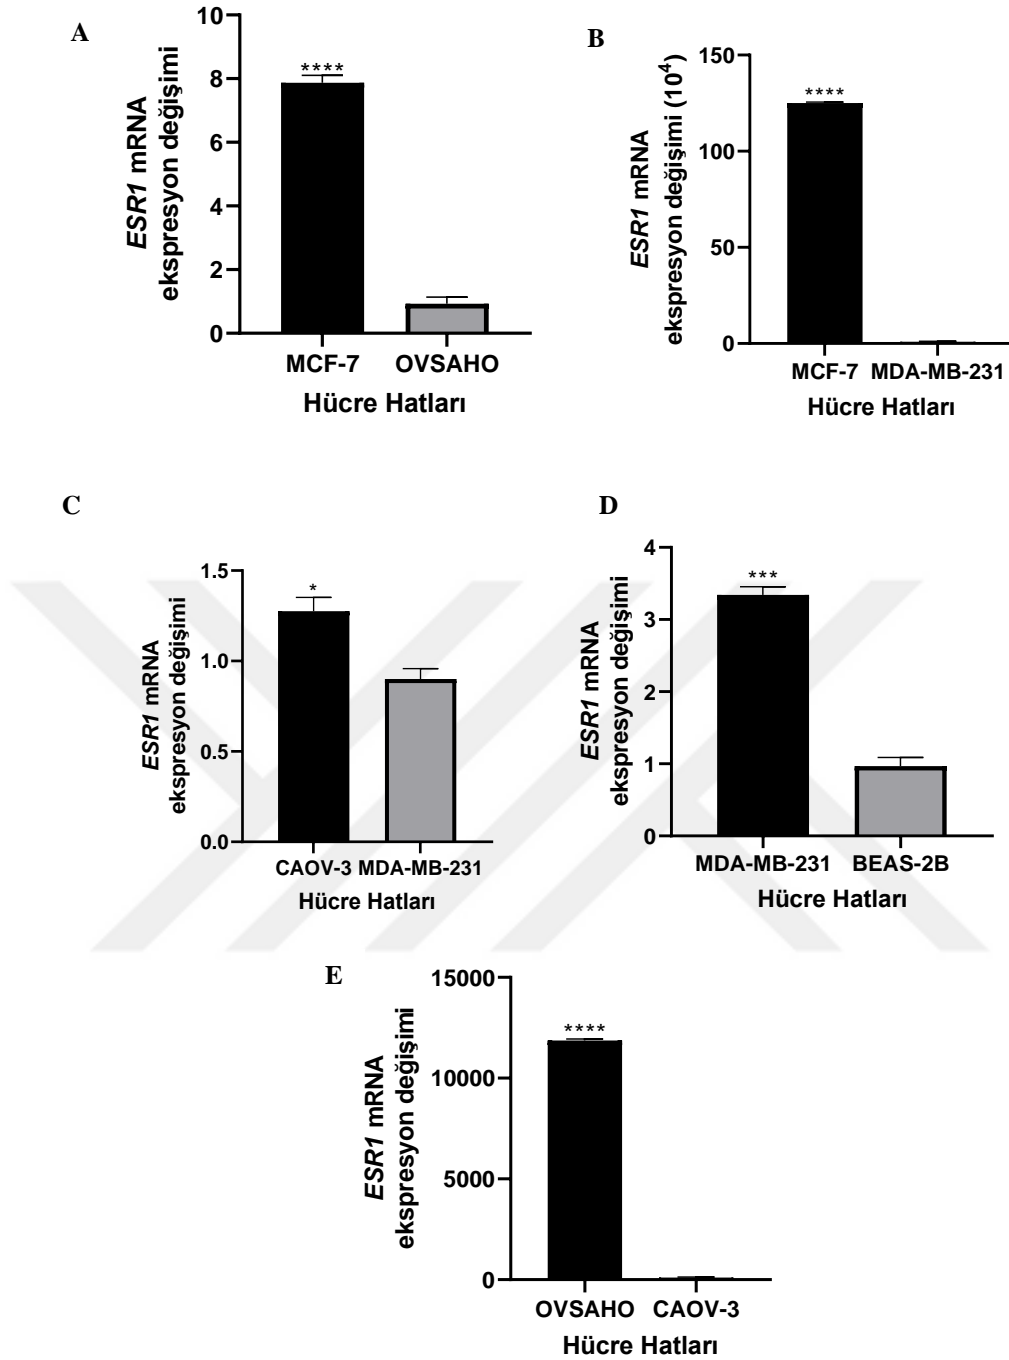 A
ESR1 mRNA
ekspresyon değişimi
10
8
6
4
2
0
****
MCF-7 OVSAHO
Hücre Hatları
B
ESR1 mRNA
ekspresyon değişimi (10⁴)
150
100
50
0
****
MCF-7 MDA-MB-231
Hücre Hatları
C
ESR1 mRNA
ekspresyon değişimi
1.5
1.0
0.5
0.0
*
CAOV-3 MDA-MB-231
Hücre Hatları
D
ESR1 mRNA
ekspresyon değişimi
4
3
2
1
0
***
MDA-MB-231 BEAS-2B
Hücre Hatları
E
ESR1 mRNA
ekspresyon değişimi
15000
10000
5000
0
****
OVSAHO CAOV-3
Hücre Hatları